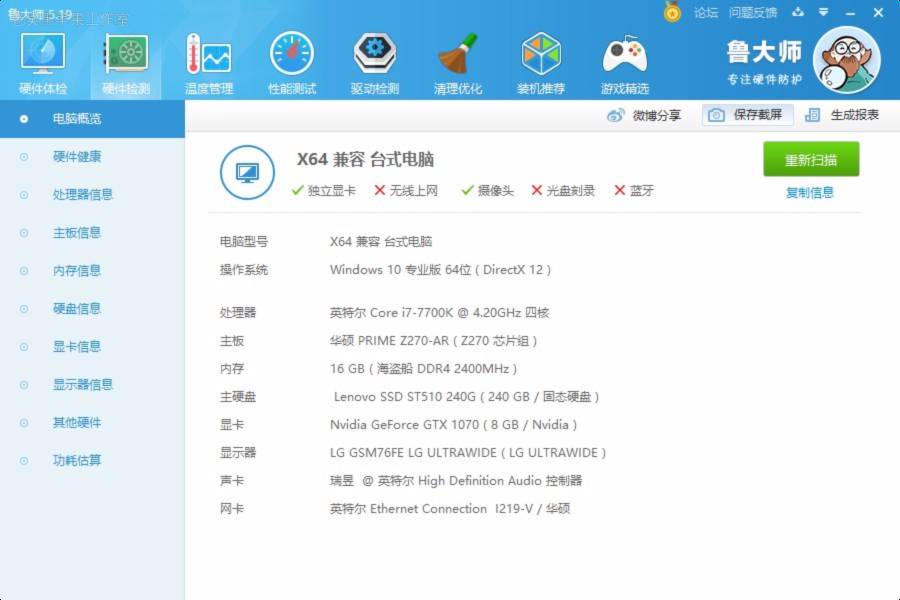 鲁大师 5.19
论坛 问题反馈
硬件体检 硬件检测 温度管理 性能测试 驱动检测 清理优化 装机推荐 游戏精选
鲁大师
专注硬件防护
微博分享 保存截屏 生成报表
电脑概览
硬件健康
处理器信息
主板信息
内存信息
硬盘信息
显卡信息
显示器信息
其他硬件
功耗估算
X64 兼容 台式电脑
独立显卡 无线上网 摄像头 光盘刻录 蓝牙
重新扫描
复制信息
电脑型号 X64 兼容 台式电脑
操作系统 Windows 10 专业版 64位 ( DirectX 12 )
处理器 英特尔 Core i7-7700K @ 4.20GHz 四核
主板 华硕 PRIME Z270-AR ( Z270 芯片组 )
内存 16 GB ( 海盗船 DDR4 2400MHz )
主硬盘 Lenovo SSD ST510 240G ( 240 GB / 固态硬盘 )
显卡 Nvidia GeForce GTX 1070 ( 8 GB / Nvidia )
显示器 LG GSM76FE LG ULTRAWIDE ( LG ULTRAWIDE )
声卡 瑞昱 @ 英特尔 High Definition Audio 控制器
网卡 英特尔 Ethernet Connection I219-V / 华硕